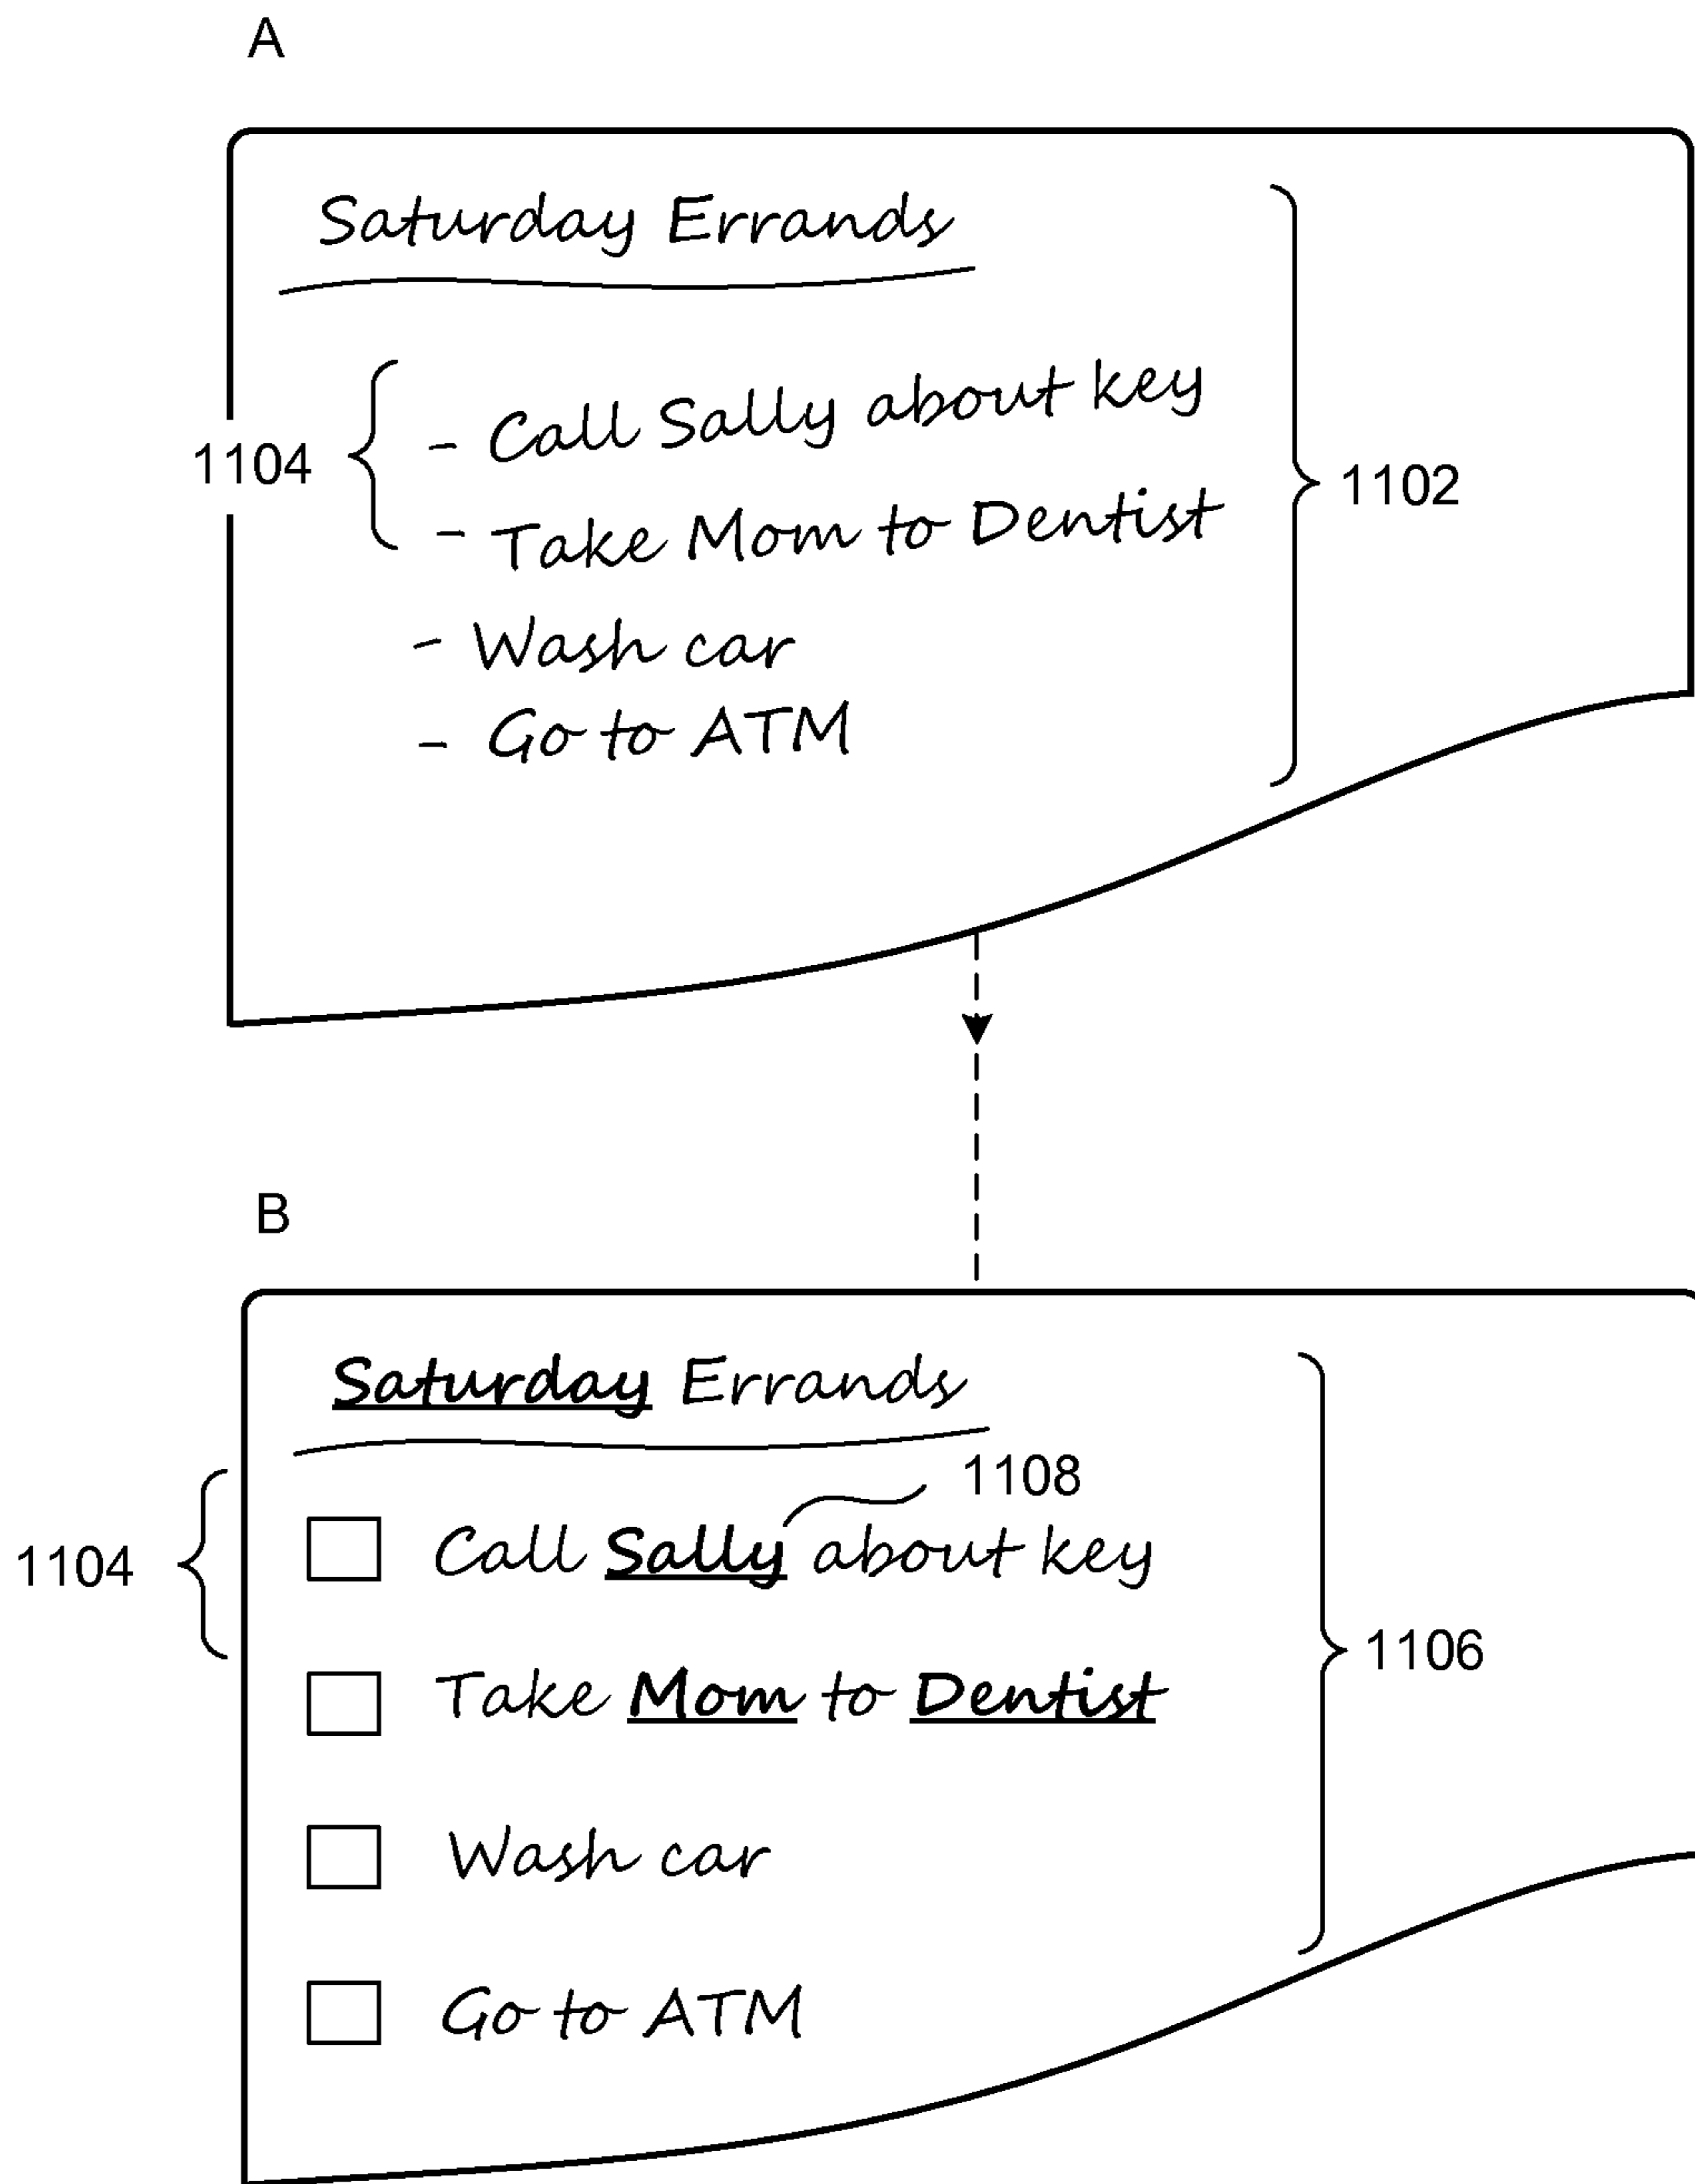 A
Saturday Errands
- Call Sally about key
1104
1102
- Take Mom to Dentist
- Wash car
- Go to ATM
B
Saturday Errands
1108
Call Sally about key
1104
1106
Take Mom to Dentist
Wash car
Go to ATM